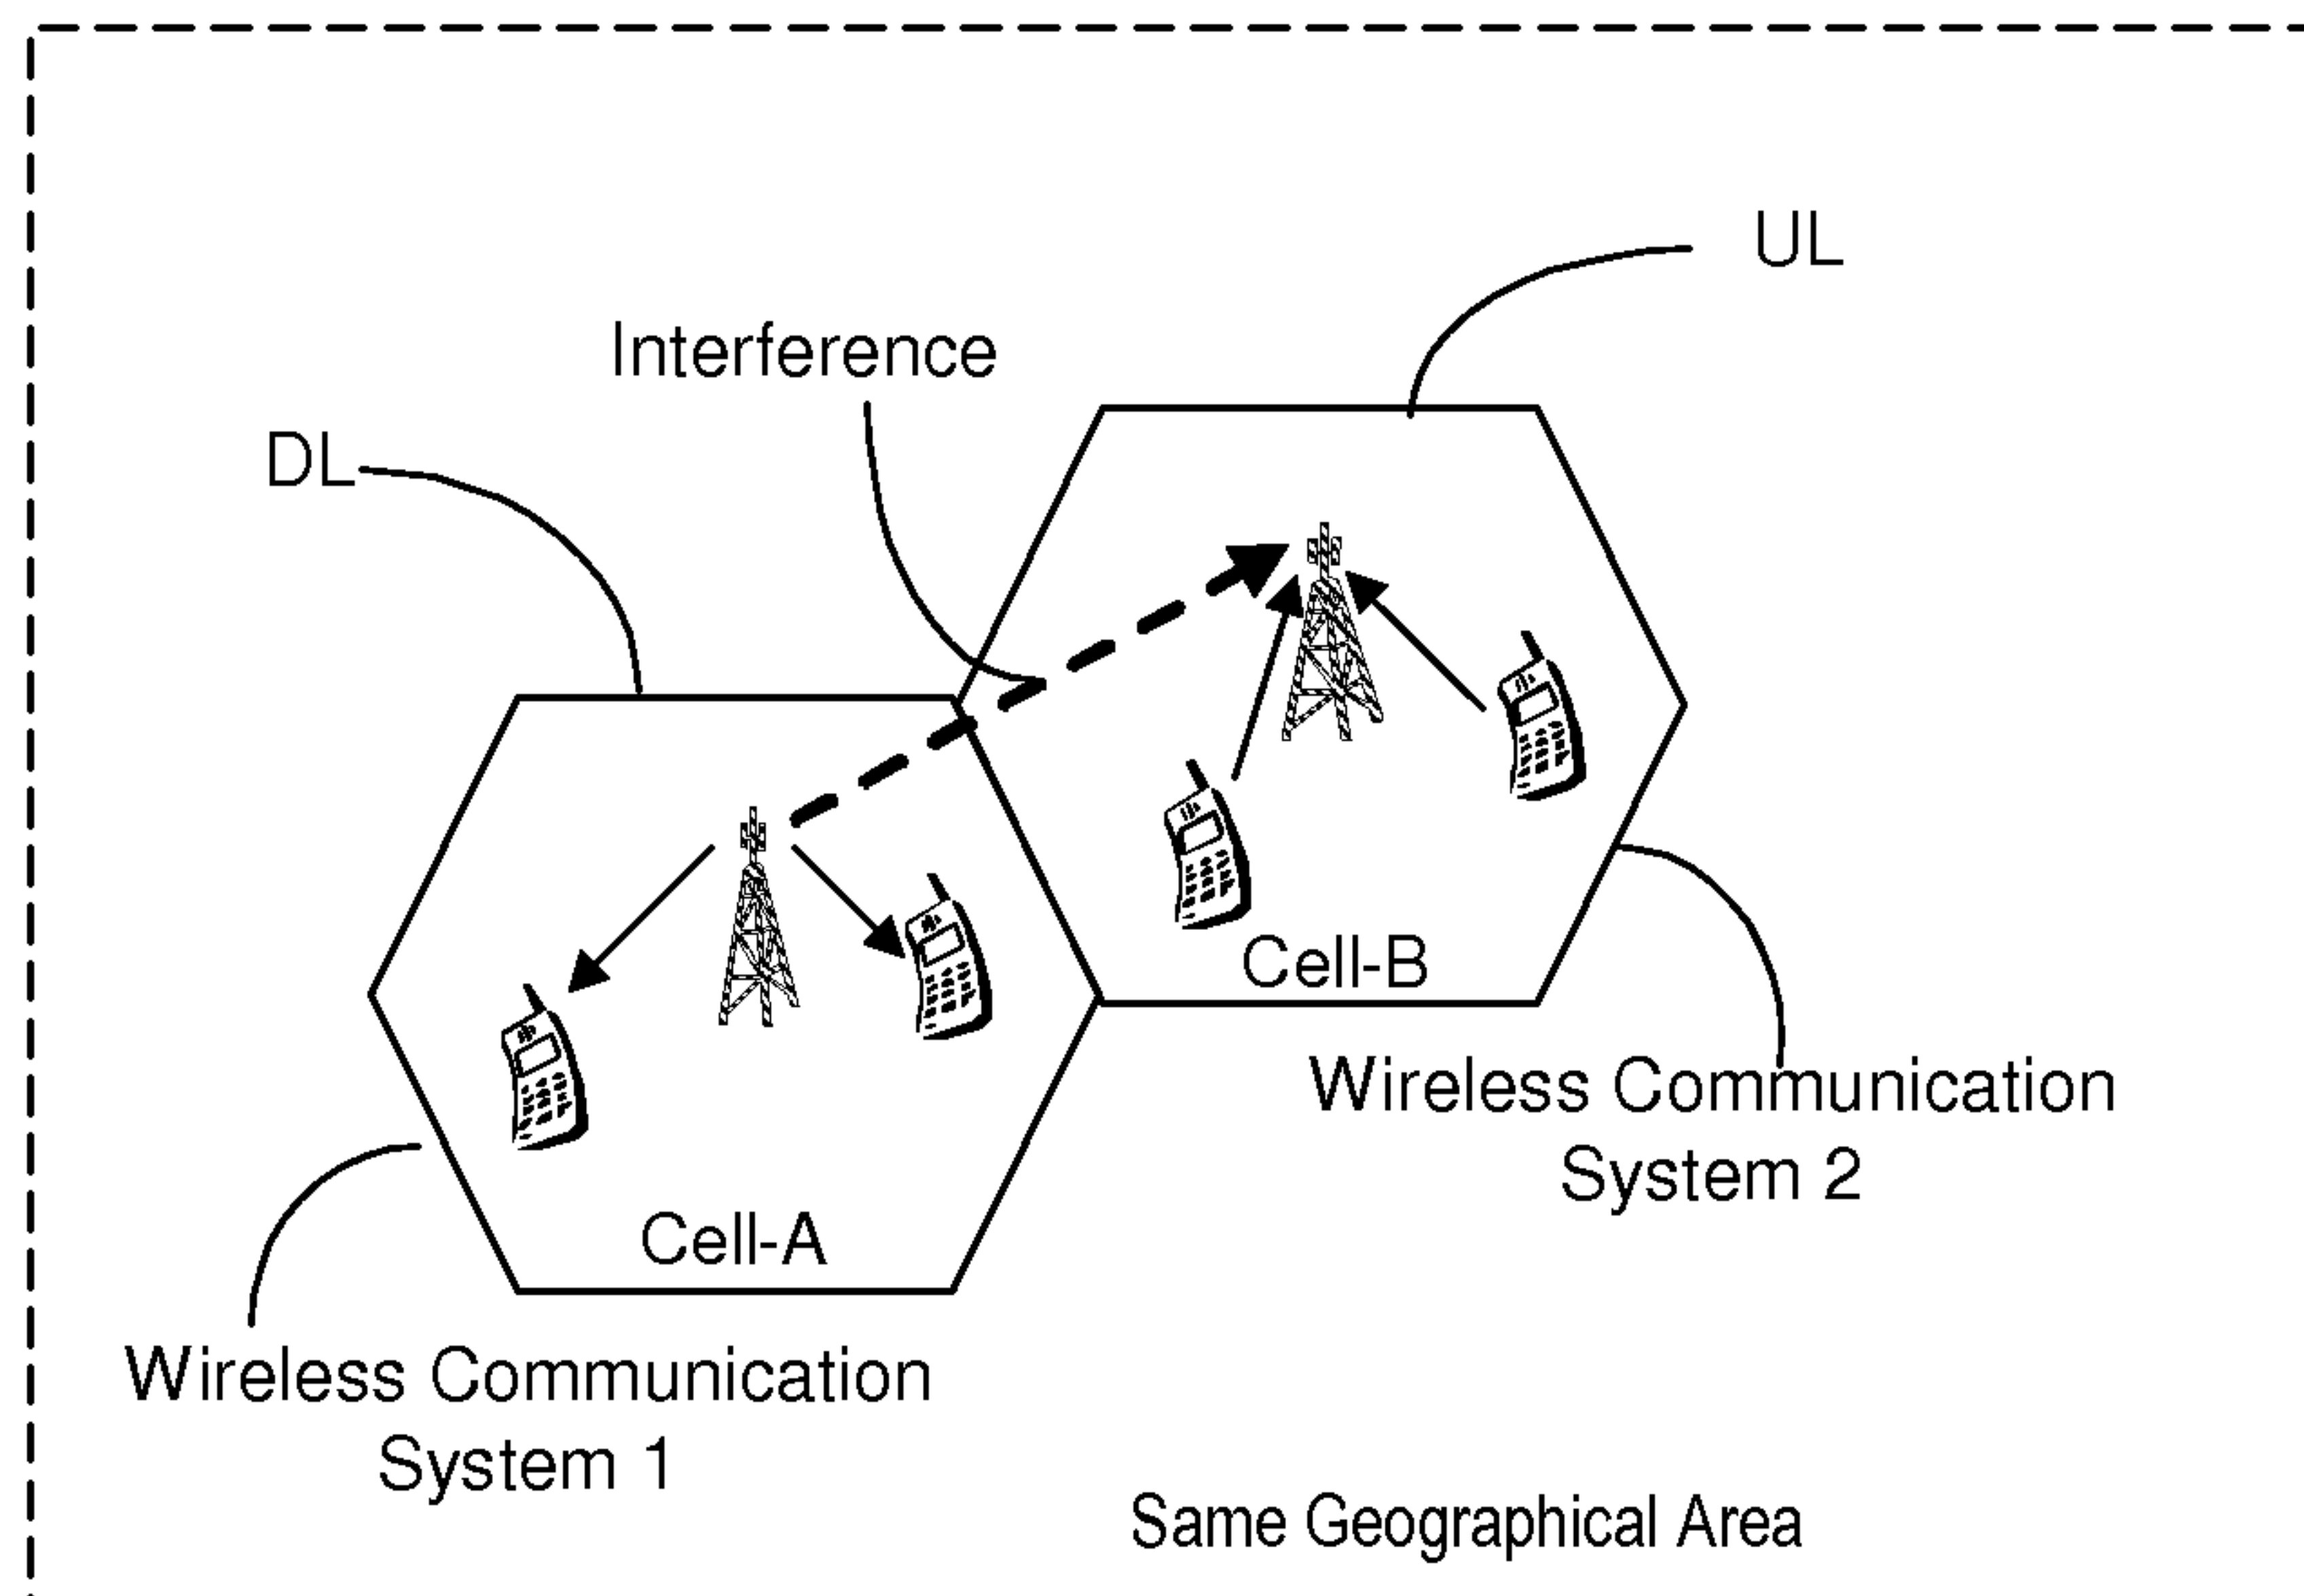 UL
Interference
DL
Cell-B
Wireless Communication
System 2
Cell-A
Wireless Communication
System 1
Same Geographical Area